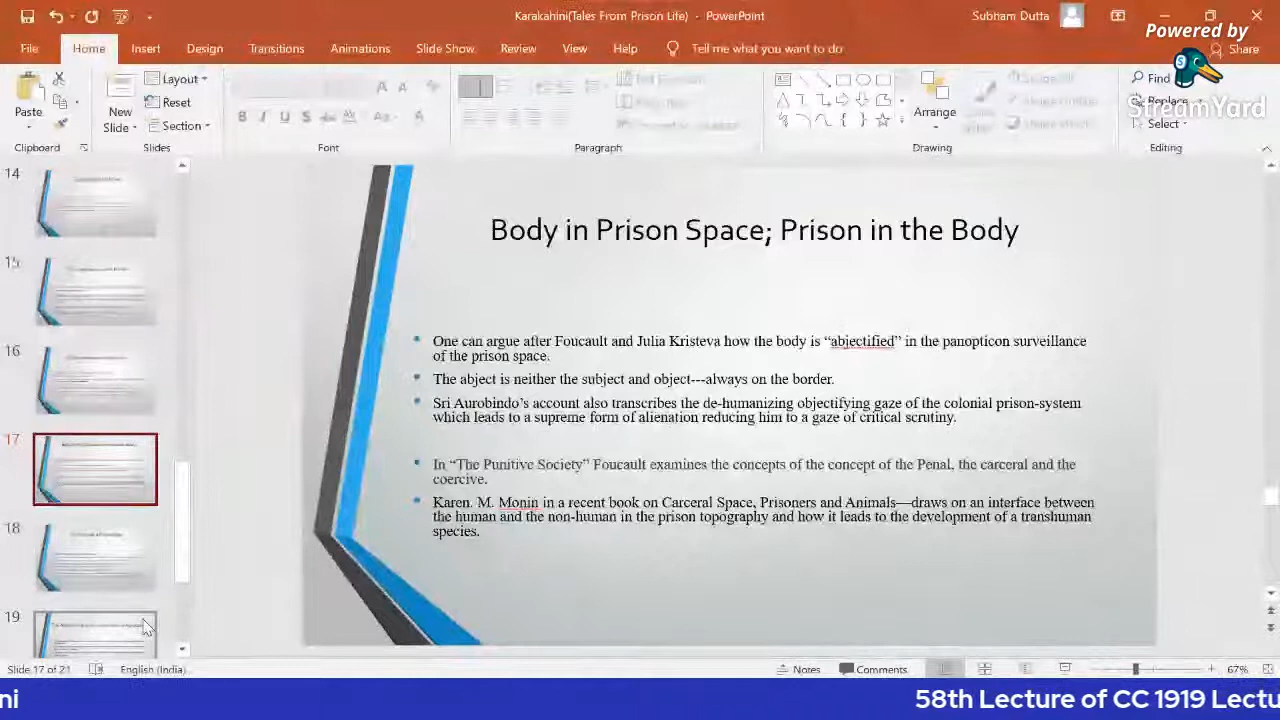 Karakahini(Tales From Prison Life) - PowerPoint
Subham Dutta
Powered by
StreamYard
File Home Insert Design Transitions Animations Slide Show Review View Help Tell me what you want to do Share
Paste
Clipboard
New
Slide
Layout
Reset
Section
Slides
Font
Paragraph
Arrange
Drawing
Find
Replace
Select
Editing
14
15
16
17
18
19
Body in Prison Space; Prison in the Body
One can argue after Foucault and Julia Kristeva how the body is “abjectified” in the panopticon surveillance
of the prison space.
The abject is neither the subject and object---always on the border.
Sri Aurobindo’s account also transcribes the de-humanizing objectifying gaze of the colonial prison-system
which leads to a supreme form of alienation reducing him to a gaze of critical scrutiny.
In “The Punitive Society” Foucault examines the concepts of the concept of the Penal, the carceral and the
coercive.
Karen. M. Monin in a recent book on Carceral Space, Prisoners and Animals—draws on an interface between
the human and the non-human in the prison topography and how it leads to the development of a transhuman
species.
Slide 17 of 21 English (India) Notes Comments 67%
ni 58th Lecture of CC 1919 Lectu